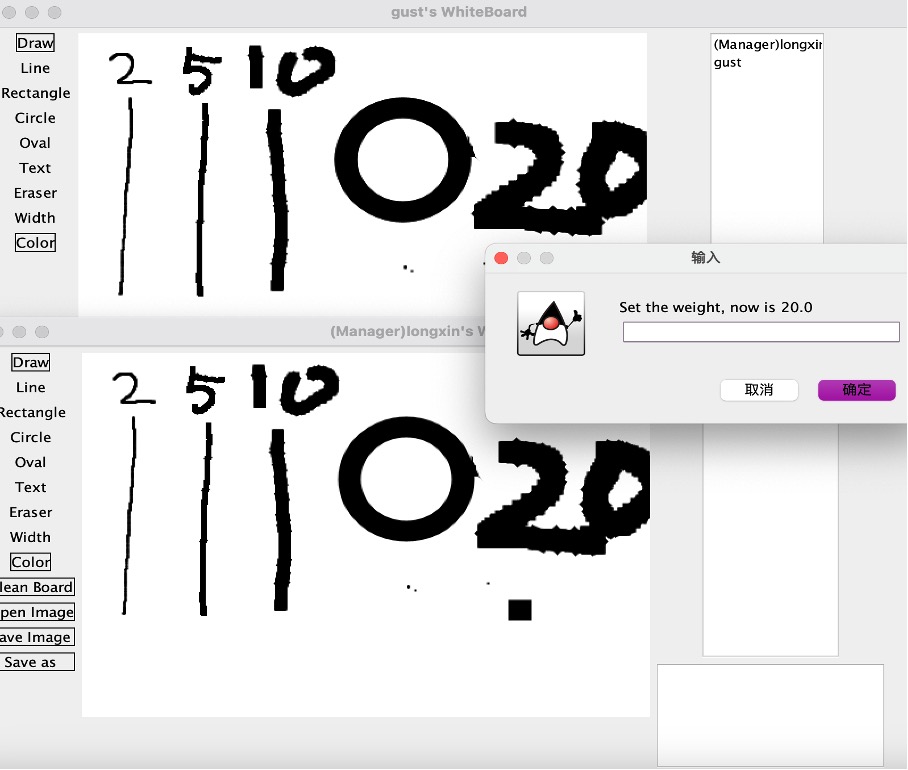 gust's WhiteBoard
Draw
Line
Rectangle
Circle
Oval
Text
Eraser
Width
Color
2 5 10
20
(Manager)longxin
gust
输入
Set the weight, now is 20.0
取消
确定
(Manager)longxin's W
Draw
Line
Rectangle
Circle
Oval
Text
Eraser
Width
Color
lean Board
pen Image
ave Image
Save as
2 5 10
20